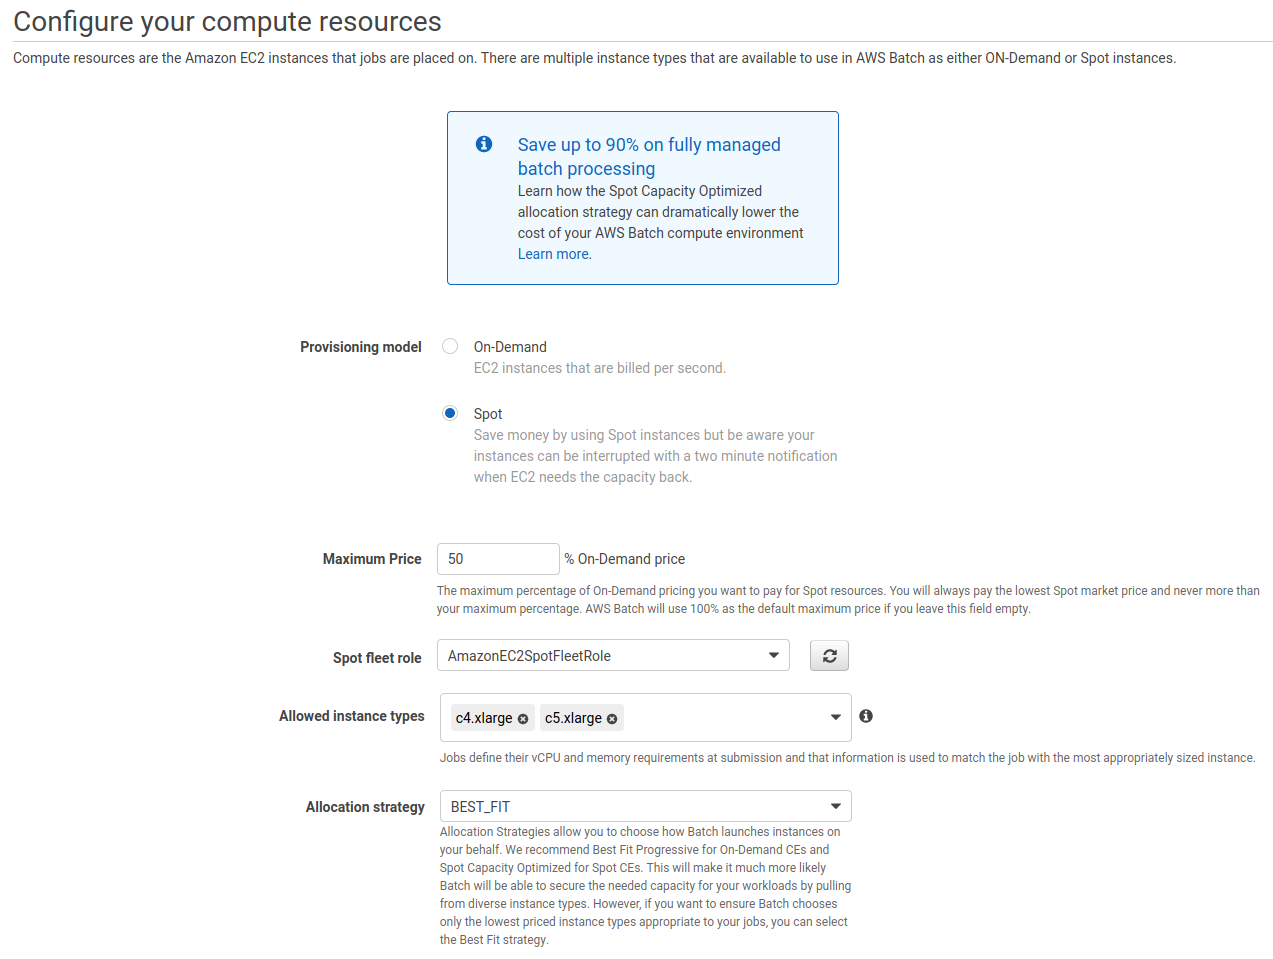 Configure your compute resources
Compute resources are the Amazon EC2 instances that jobs are placed on. There are multiple instance types that are available to use in AWS Batch as either ON-Demand or Spot instances.
Save up to 90% on fully managed
batch processing
Learn how the Spot Capacity Optimized
allocation strategy can dramatically lower the
cost of your AWS Batch compute environment
Learn more.
Provisioning model
On-Demand
EC2 instances that are billed per second.
Spot
Save money by using Spot instances but be aware your
instances can be interrupted with a two minute notification
when EC2 needs the capacity back.
Maximum Price 50 % On-Demand price
The maximum percentage of On-Demand pricing you want to pay for Spot resources. You will always pay the lowest Spot market price and never more than
your maximum percentage. AWS Batch will use 100% as the default maximum price if you leave this field empty.
Spot fleet role AmazonEC2SpotFleetRole
Allowed instance types c4.xlarge c5.xlarge
Jobs define their vCPU and memory requirements at submission and that information is used to match the job with the most appropriately sized instance.
Allocation strategy BEST_FIT
Allocation Strategies allow you to choose how Batch launches instances on
your behalf. We recommend Best Fit Progressive for On-Demand CEs and
Spot Capacity Optimized for Spot CEs. This will make it much more likely
Batch will be able to secure the needed capacity for your workloads by pulling
from diverse instance types. However, if you want to ensure Batch chooses
only the lowest priced instance types appropriate to your jobs, you can select
the Best Fit strategy.